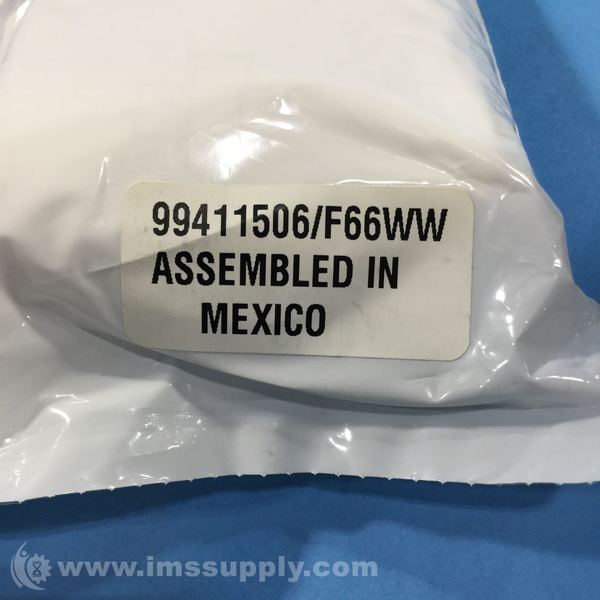 99411506/F66WW
ASSEMBLED IN
MEXICO
www.imssupply.com